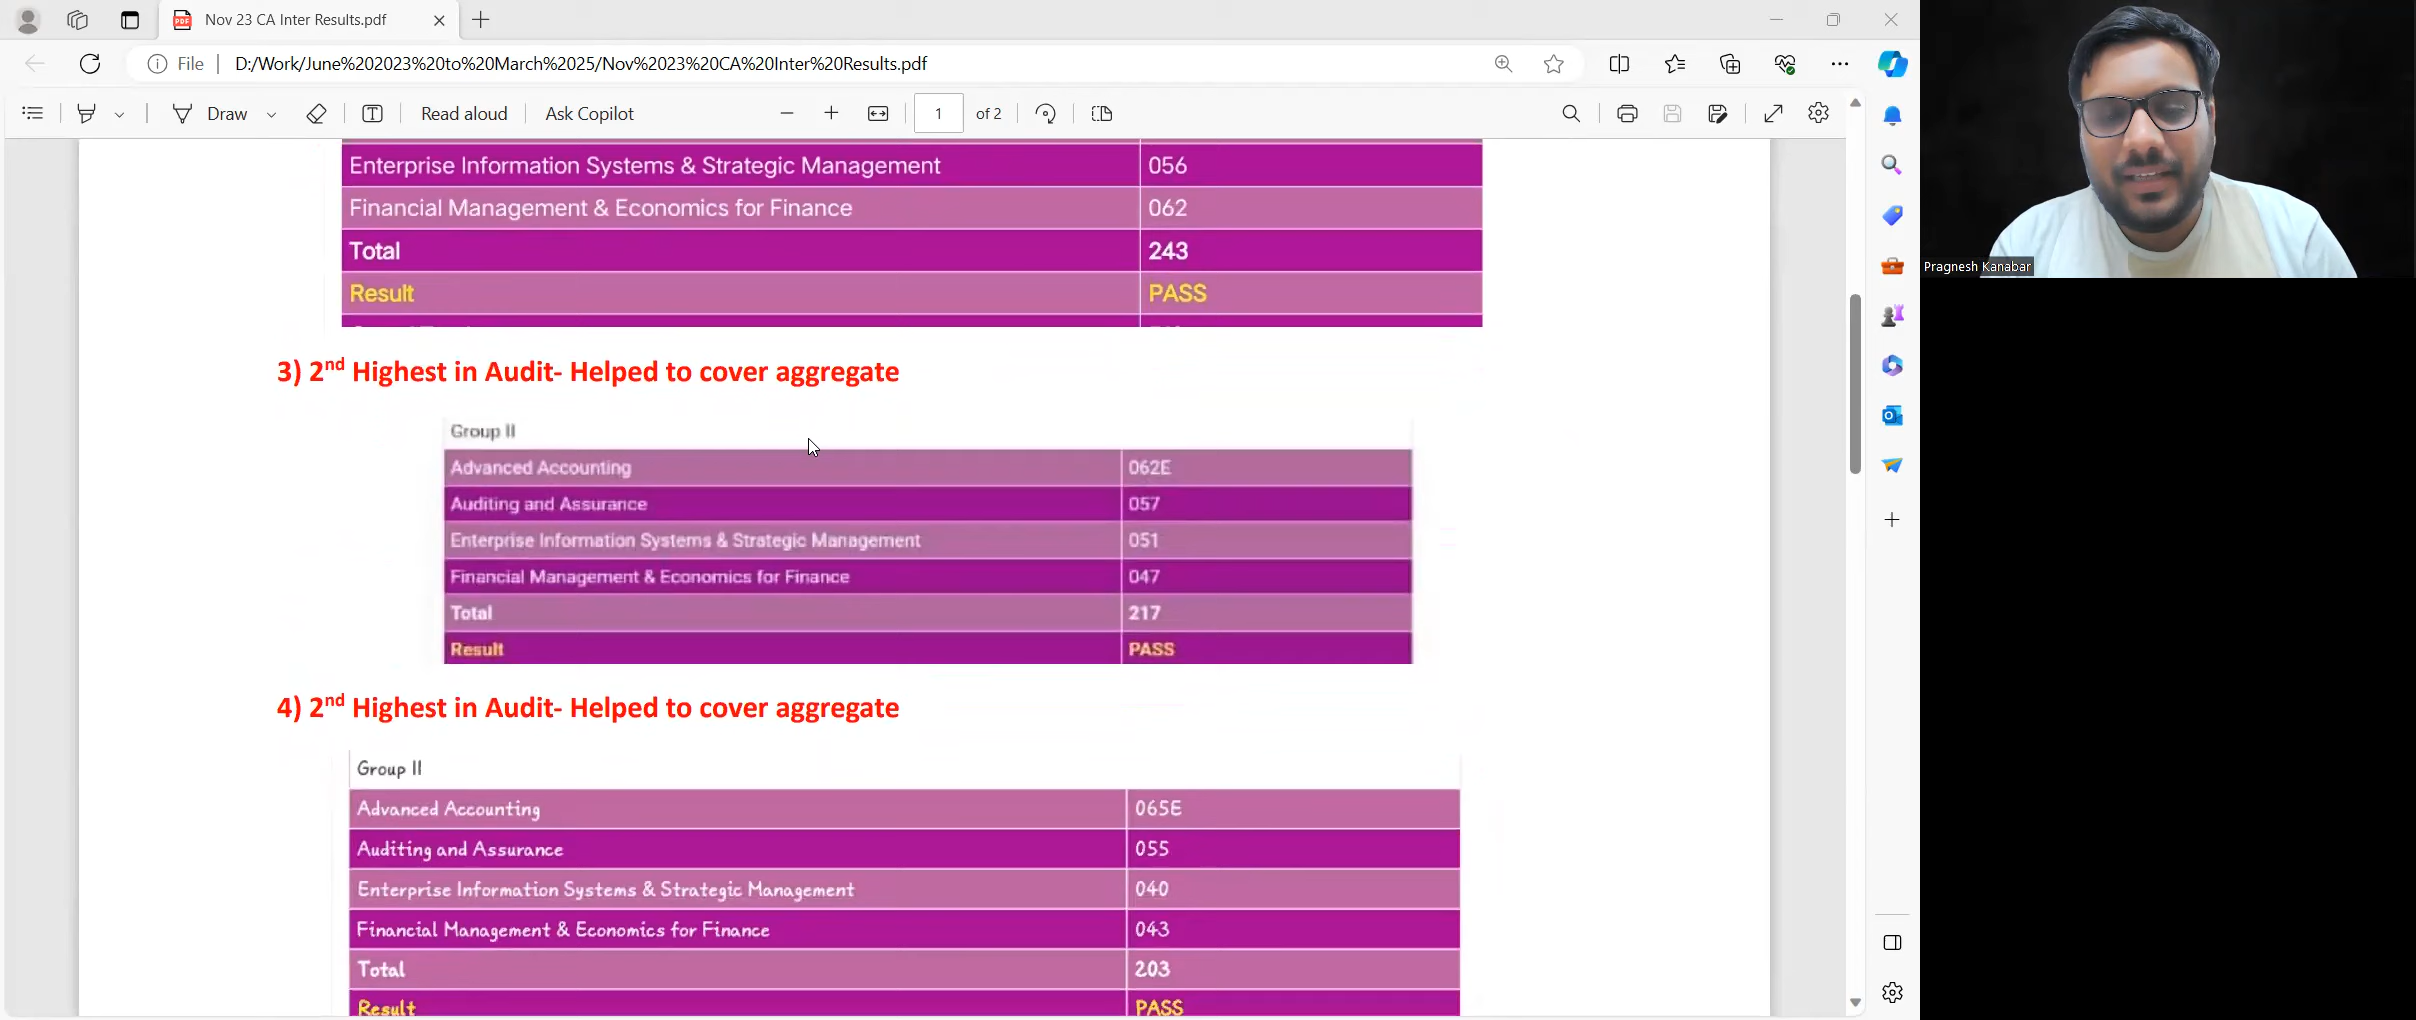 Nov 23 CA Inter Results.pdf
File
D:/Work/June%202023%20to%20March%2025/Nov%2023%20CA%20Inter%20Results.pdf
Draw
Read aloud
Ask Copilot
1 of 2
Enterprise Information Systems & Strategic Management 056
Financial Management & Economics for Finance 062
Total 243
Result PASS
3) 2nd Highest in Audit- Helped to cover aggregate
Group II
Advanced Accounting 062E
Auditing and Assurance 057
Enterprise Information Systems & Strategic Management 051
Financial Management & Economics for Finance 047
Total 217
Result PASS
4) 2nd Highest in Audit- Helped to cover aggregate
Group II
Advanced Accounting 065E
Auditing and Assurance 055
Enterprise Information Systems & Strategic Management 040
Financial Management & Economics for Finance 043
Total 203
Result PASS
Pragnesh Kanabar